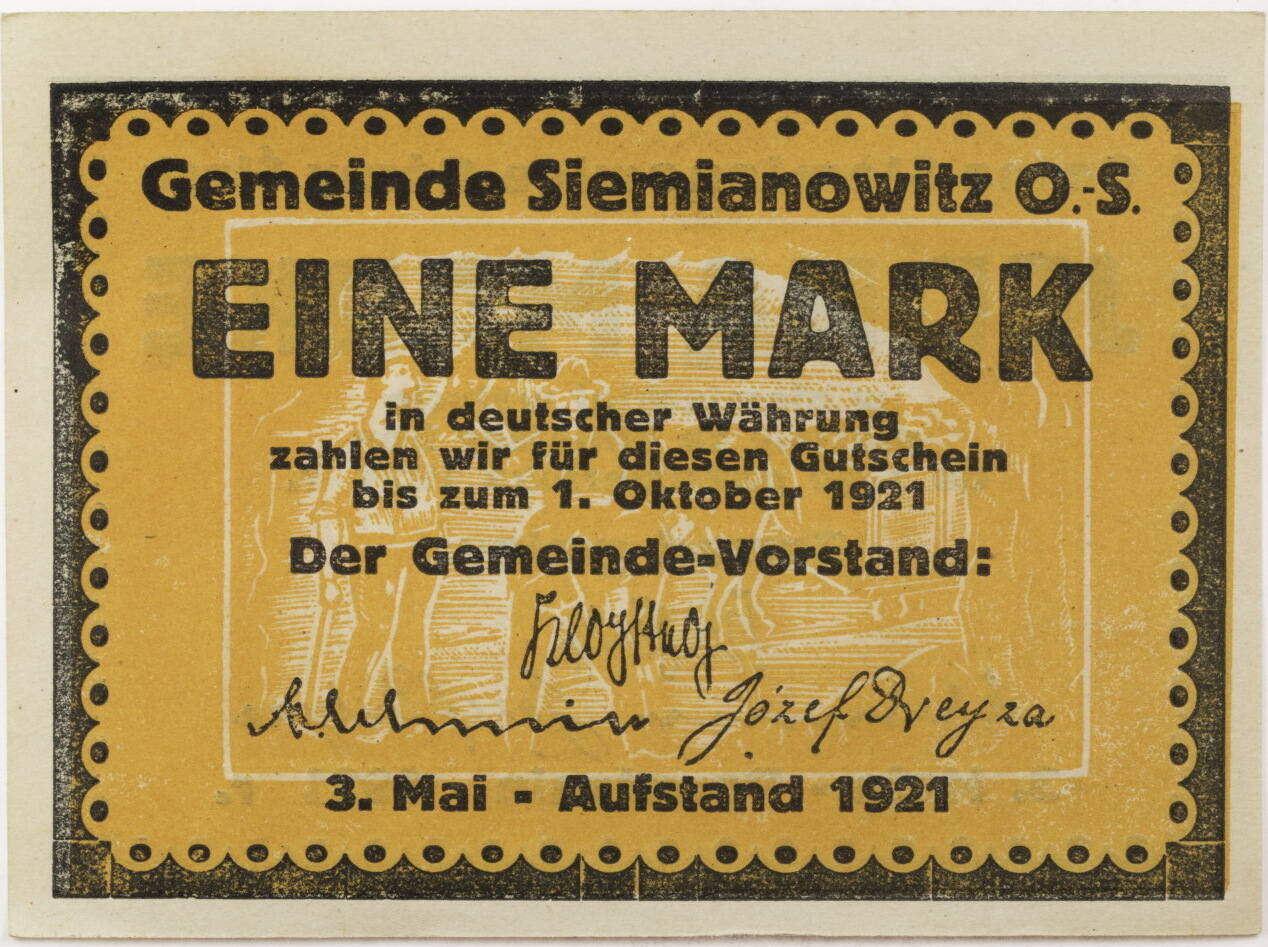 Gemeinde Siemianowitz O.-S.
EINE MARK
in deutscher Währung
zahlen wir für diesen Gutschein
bis zum 1. Oktober 1921
Der Gemeinde-Vorstand:
Józef Dreyza
3. Mai - Aufstand 1921